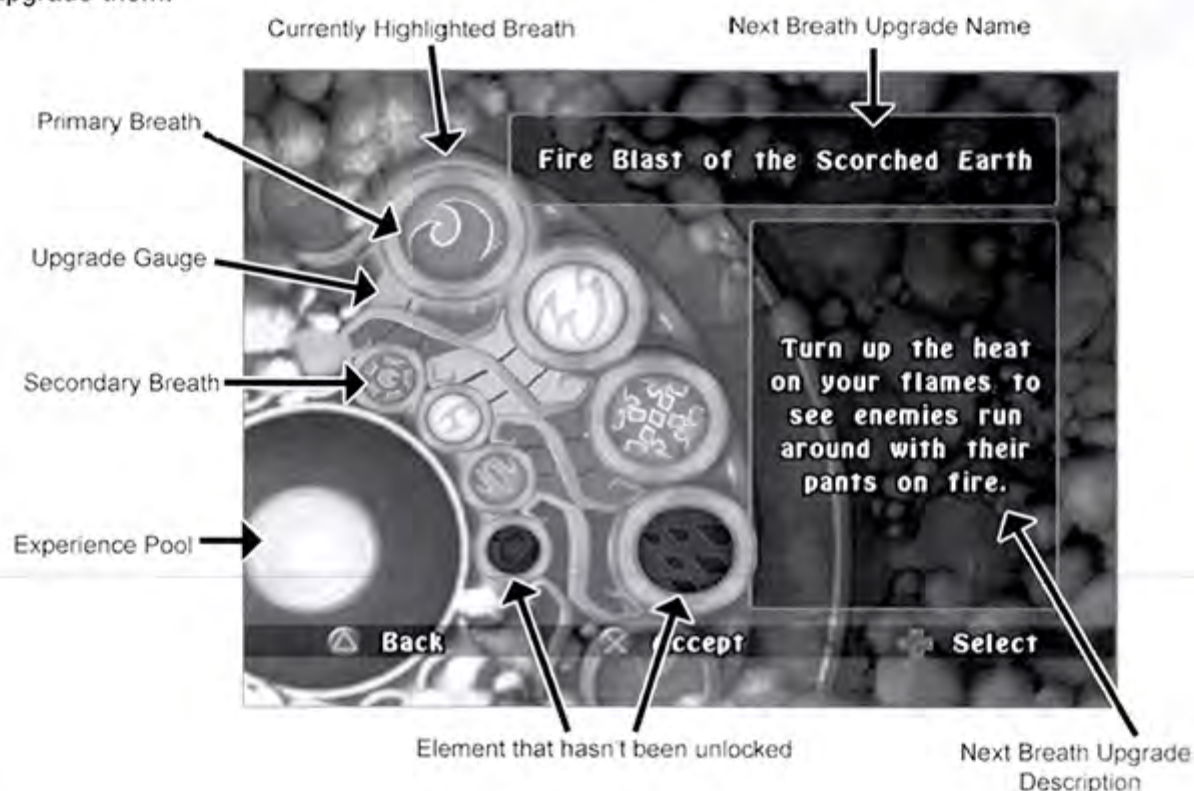 upgrade them.
Currently Highlighted Breath
Next Breath Upgrade Name
Primary Breath
Fire Blast of the Scorched Earth
Upgrade Gauge
Turn up the heat
on your flames to
see enemies run
around with their
pants on fire.
Secondary Breath
Experience Pool
Back
Accept
Select
Element that hasn't been unlocked
Next Breath Upgrade
Description